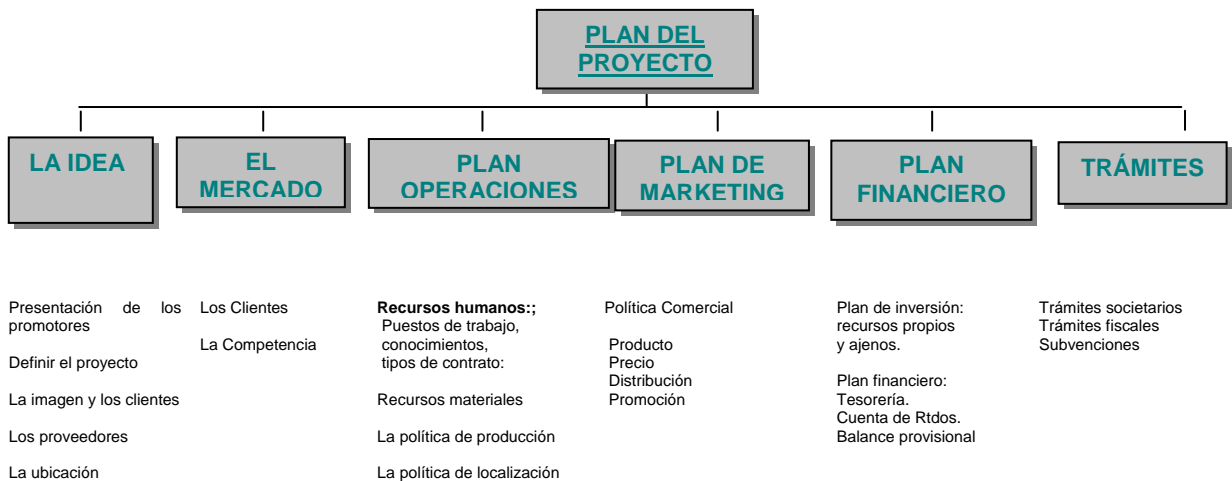 PLAN DEL
PROYECTO
LA IDEA
EL
MERCADO
PLAN
OPERACIONES
PLAN DE
MARKETING
PLAN
FINANCIERO
TRÁMITES
Presentación de los
promotores
Definir el proyecto
La imagen y los clientes
Los proveedores
La ubicación
Los Clientes
La Competencia
Recursos humanos:;
Puestos de trabajo,
conocimientos,
tipos de contrato:
Recursos materiales
La política de producción
La política de localización
Política Comercial
Producto
Precio
Distribución
Promoción
Plan de inversión:
recursos propios
y ajenos.
Plan financiero:
Tesorería.
Cuenta de Rtdos.
Balance provisional
Trámites societarios
Trámites fiscales
Subvenciones